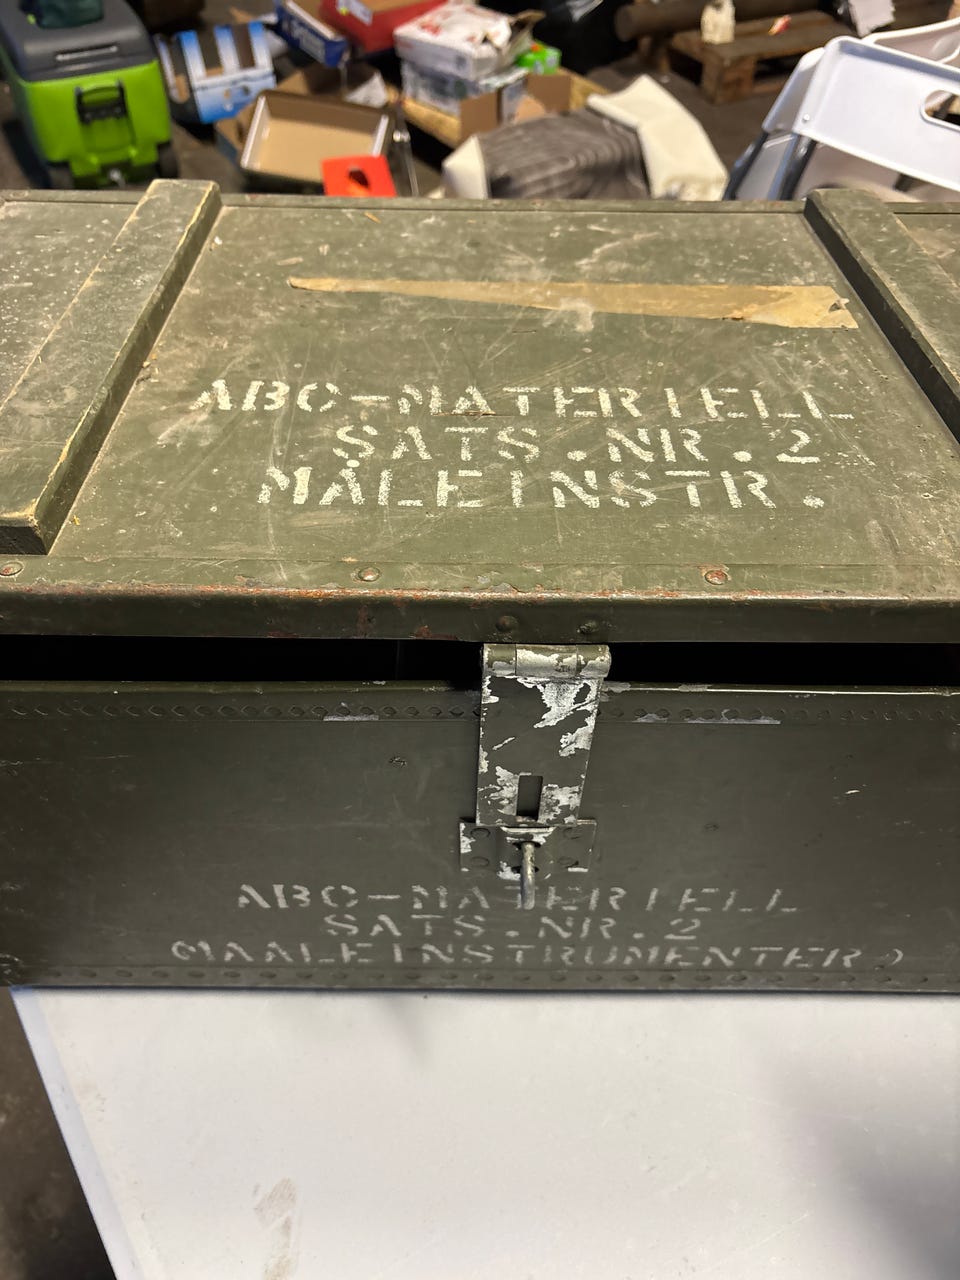 ABC-MATERIELL
SATS.NR.2
MÅLEINSTR.
ABC-MATERIELL
SATS.NR.2
(MAALEINSTRUMENTER)